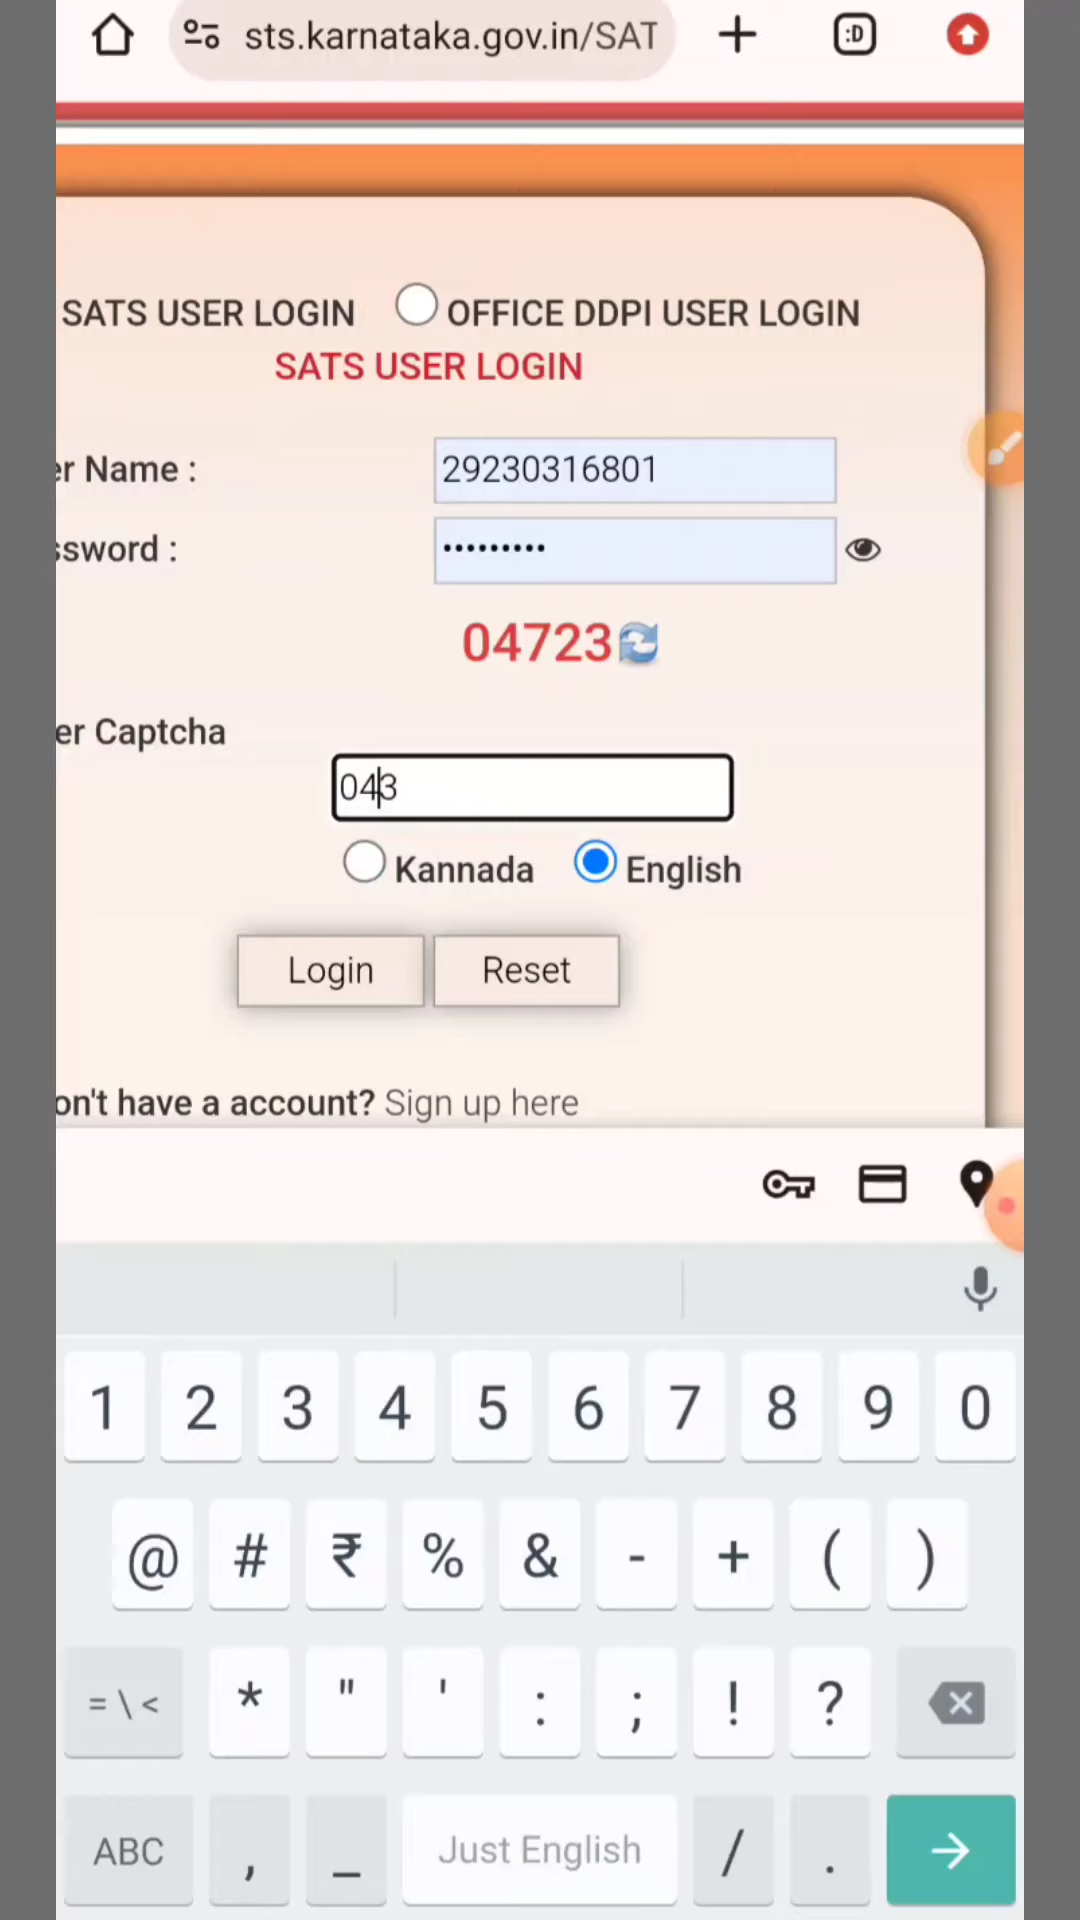 sts.karnataka.gov.in/SAT
:D
SATS USER LOGIN OFFICE DDPI USER LOGIN
SATS USER LOGIN
er Name : 29230316801
ssword : •••••••••
04723
er Captcha
043
Kannada English
Login Reset
on't have a account? Sign up here
1 2 3 4 5 6 7 8 9 0
@ # ₹ % & - + ( )
= \ < * " ' : ; ! ?
ABC , _ Just English / .